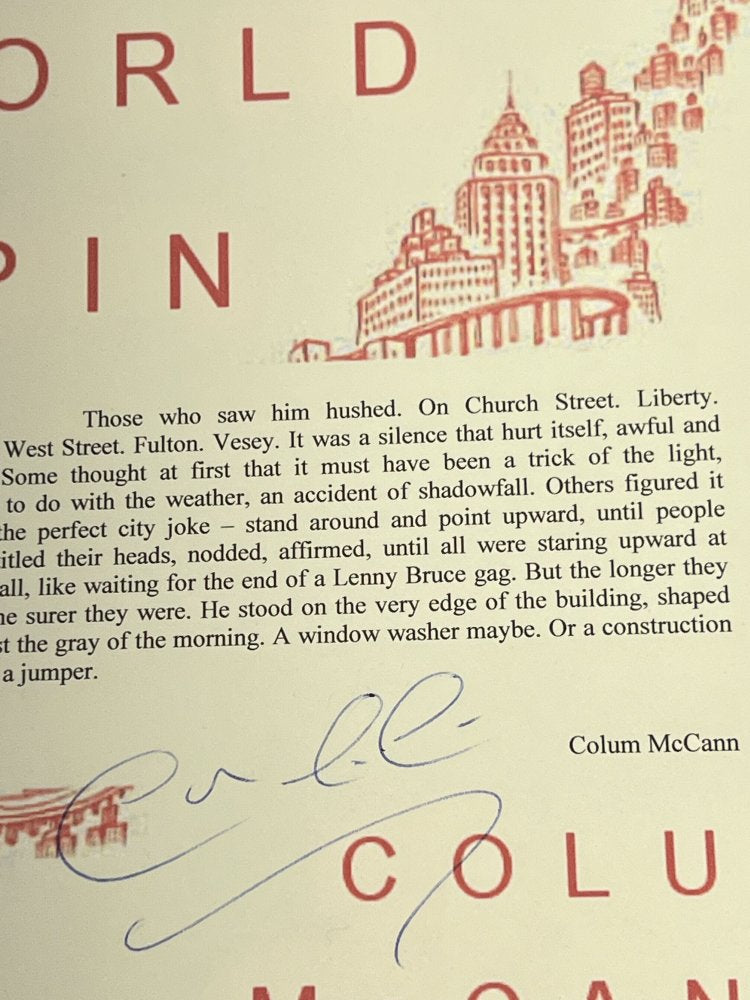 ORLD
PIN
Those who saw him hushed. On Church Street. Liberty.
West Street. Fulton. Vesey. It was a silence that hurt itself, awful and
Some thought at first that it must have been a trick of the light,
to do with the weather, an accident of shadowfall. Others figured it
the perfect city joke – stand around and point upward, until people
titled their heads, nodded, affirmed, until all were staring upward at
all, like waiting for the end of a Lenny Bruce gag. But the longer they
he surer they were. He stood on the very edge of the building, shaped
st the gray of the morning. A window washer maybe. Or a construction
a jumper.
Colum McCann
COLU